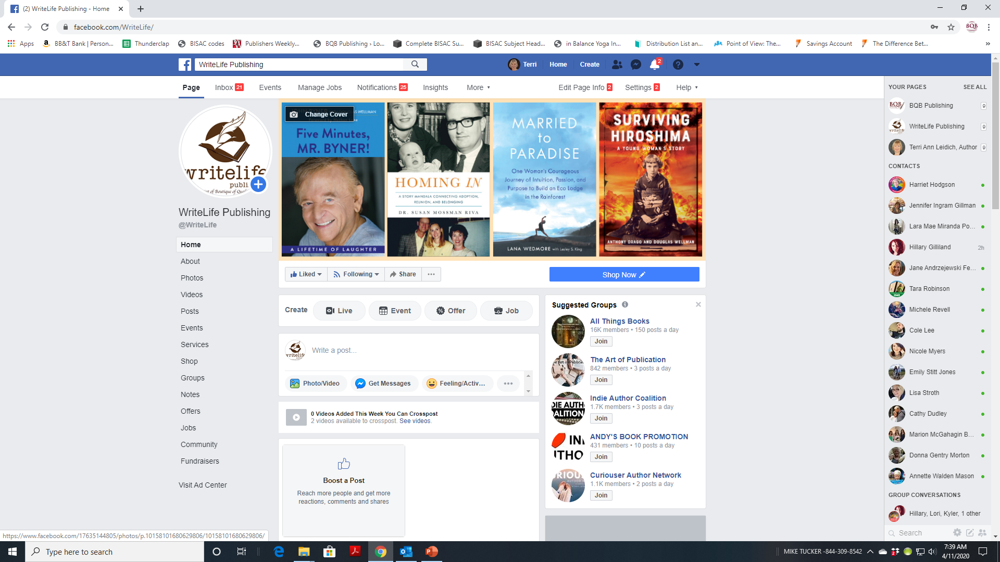 (2) WriteLife Publishing - Home
facebook.com/WriteLife/
BQB
Apps
BB&T Bank | Person...
Thunderclap
BISAC codes
Publishers Weekly...
BQB Publishing › Lo...
Complete BISAC Su...
BISAC Subject Head...
in Balance Yoga In...
Distribution List an...
Point of View: The...
Savings Account
The Difference Bet...
WriteLife Publishing
Terri
Home
Create
2
Page
Inbox 21
Events
Manage Jobs
Notifications 25
Insights
More
Edit Page Info 2
Settings 2
Help
writelife
publi
WriteLife Publishing
@WriteLife
Home
About
Photos
Videos
Posts
Events
Services
Shop
Groups
Notes
Offers
Jobs
Community
Fundraisers
Visit Ad Center
Change Cover
WELLMAN
Five Minutes,
MR. BYNER!
A LIFETIME OF LAUGHTER
HOMING IN
A STORY MANDALA CONNECTING ADOPTION,
REUNION, AND BELONGING
DR. SUSAN MOSSMAN RIVA
MARRIED
to
PARADISE
One Woman's Courageous
Journey of Intuition, Passion, and
Purpose to Build an Eco Lodge
in the Rainforest
LANA WEDMORE with Lesley S. King
SURVIVING
HIROSHIMA
A YOUNG WOMAN'S STORY
ANTHONY DRAGO AND DOUGLAS WELLMAN
Liked
Following
Share
Shop Now
Create
Live
Event
Offer
Job
writelife
Write a post...
Photo/Video
Get Messages
Feeling/Activ...
0 Videos Added This Week You Can Crosspost
2 videos available to crosspost. See videos.
Boost a Post
Reach more people and get more
reactions, comments and shares
Suggested Groups
All Things Books
16K members • 150 posts a day
Join
The Art of Publication
842 members • 3 posts a day
Join
Indie Author Coalition
1.7K members • 3 posts a day
Join
ANDY'S BOOK PROMOTION
431 members • 10 posts a day
Join
Curiouser Author Network
1.1K members • 2 posts a day
Join
YOUR PAGES
SEE ALL
BQB Publishing 9
WriteLife Publishing 9
Terri Ann Leidich, Author 9
CONTACTS
Harriet Hodgson
Jennifer Ingram Gillman
Lara Mae Miranda Po...
Hillary Gilliland 2h
Jane Andrzejewski Fe...
Tara Robinson
Michele Revell
Cole Lee
Nicole Myers
Emily Stitt Jones
Lisa Stroth
Cathy Dudley
Marion McGahagin B...
Donna Gentry Morton
Annette Walden Mason
GROUP CONVERSATIONS
Hillary, Lori, Kyler, 1 other
Search
https://www.facebook.com/17635144805/photos/p.10158101680629806/10158101680629806/
Type here to search
MIKE TUCKER -844-309-8542
7:39 AM
4/11/2020